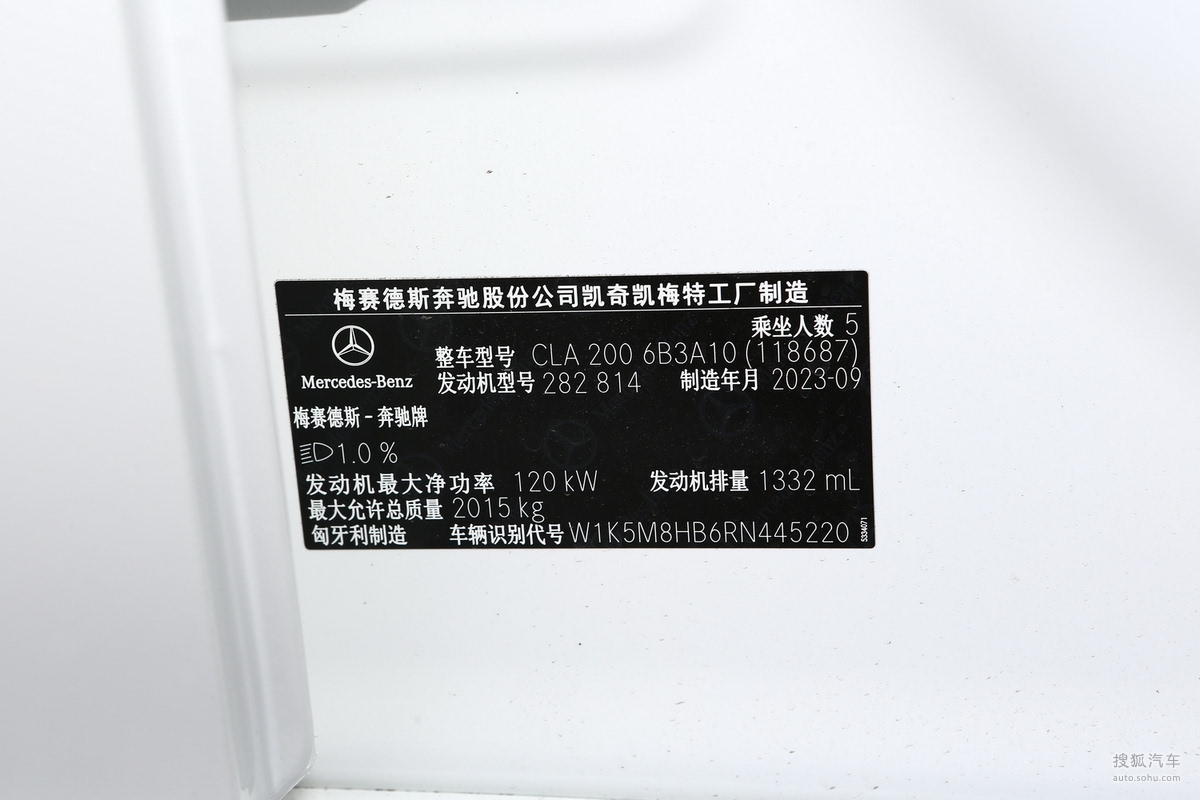 梅赛德斯奔驰股份公司凯奇凯梅特工厂制造
乘坐人数 5
整车型号 CLA 200 6B3A10 (118687)
Mercedes-Benz
发动机型号 282 814 制造年月 2023-09
梅赛德斯-奔驰牌
1.0 %
发动机最大净功率 120 kW 发动机排量 1332 mL
最大允许总质量 2015 kg
匈牙利制造 车辆识别代号 W1K5M8HB6RN445220
S334071
搜狐汽车
auto.sohu.com